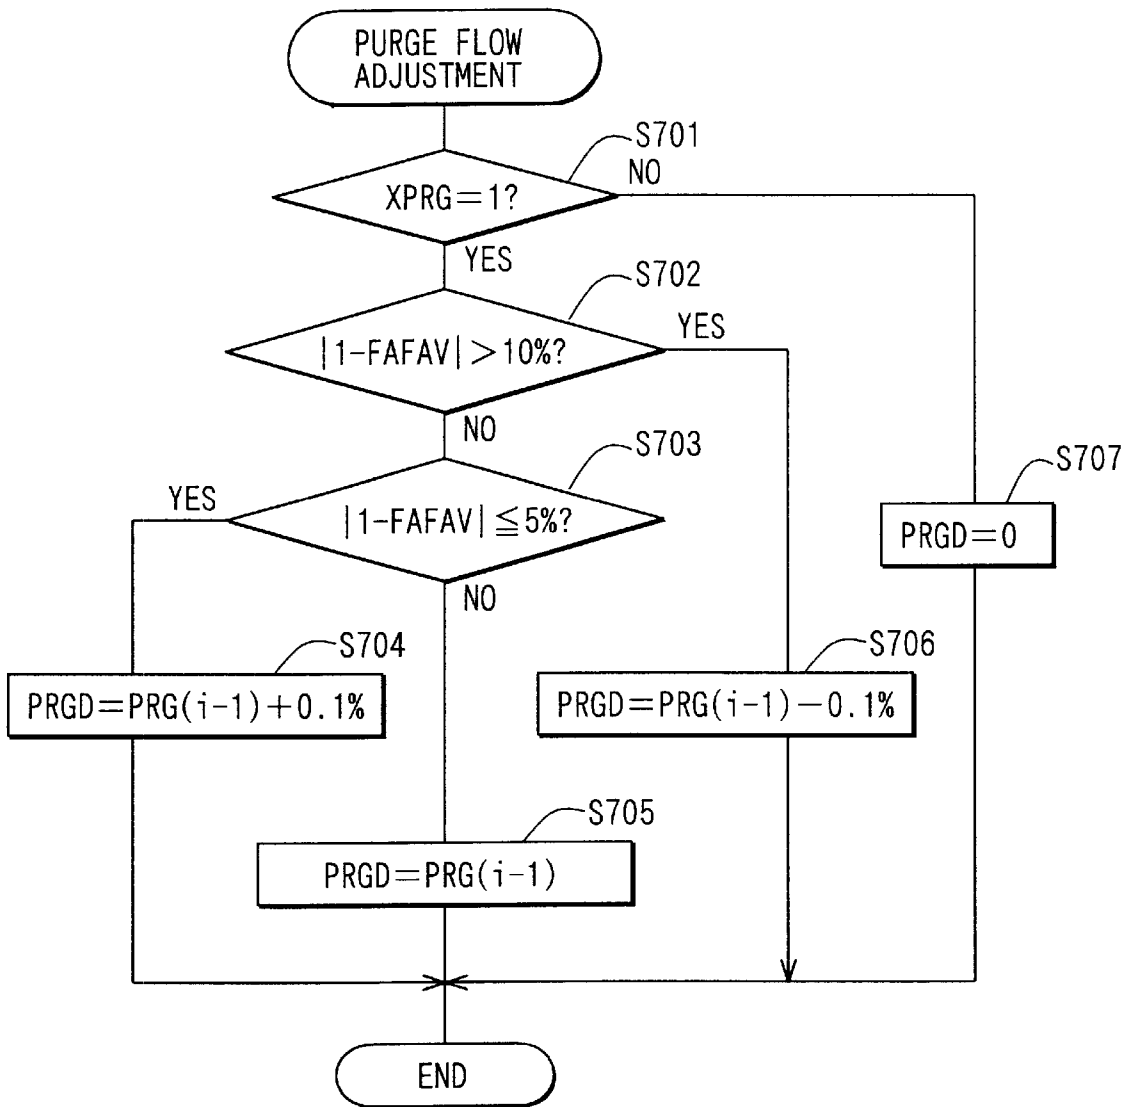 PURGE FLOW
ADJUSTMENT
S701
XPRG=1?
NO
YES
S702
|1-FAFAV|>10%?
YES
NO
S703
|1-FAFAV|≦5%?
YES
NO
S707
PRGD=0
S704
PRGD=PRG(i-1)+0.1%
S706
PRGD=PRG(i-1)-0.1%
S705
PRGD=PRG(i-1)
END